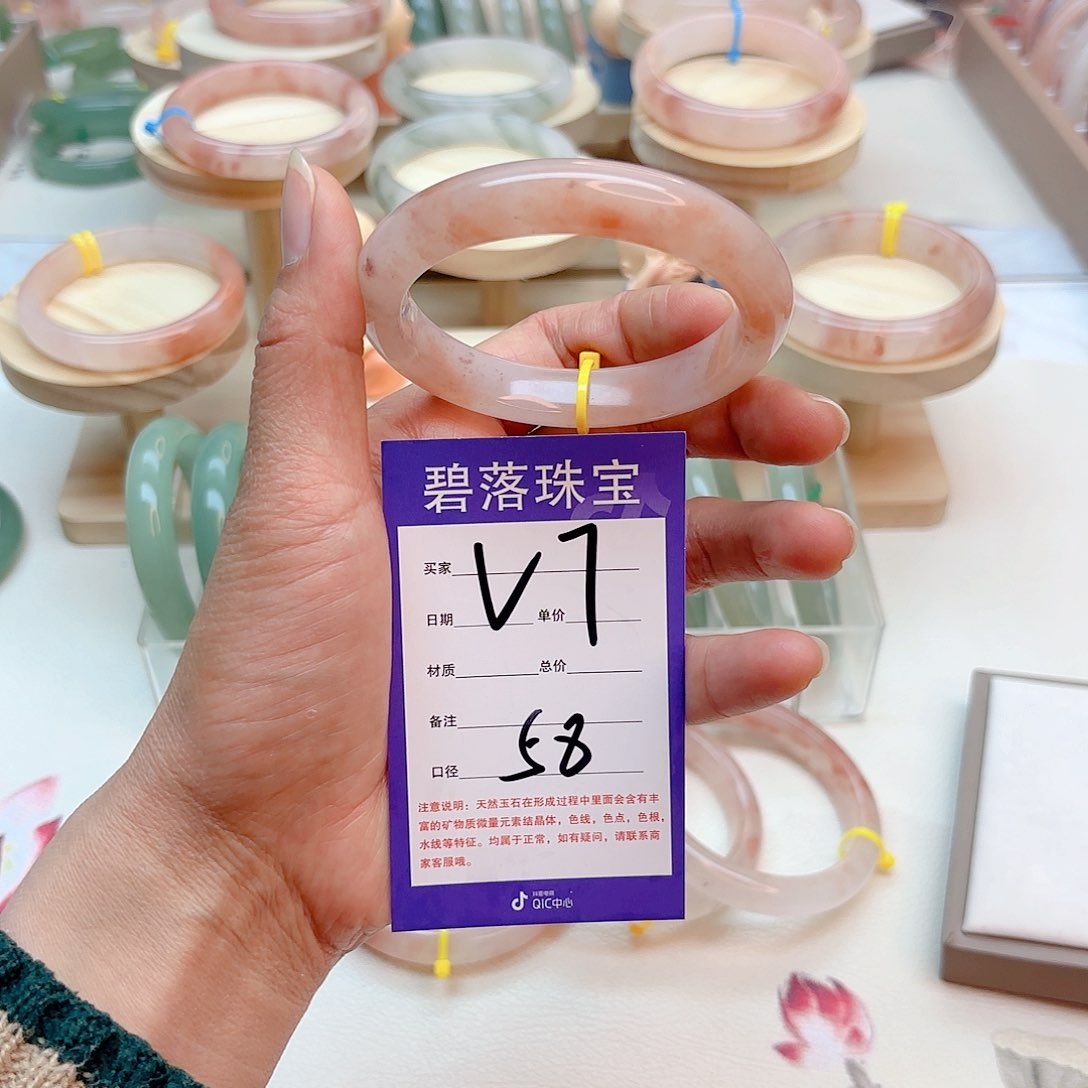 碧落珠宝
买家
V7
日期 单价
材质 总价
备注
58
口径
注意说明：天然玉石在形成过程中里面会含有丰
富的矿物质微量元素结晶体，色线，色点，色根，
水线等特征。均属于正常，如有疑问，请联系商
家客服哦。
抖音电商
QIC中心